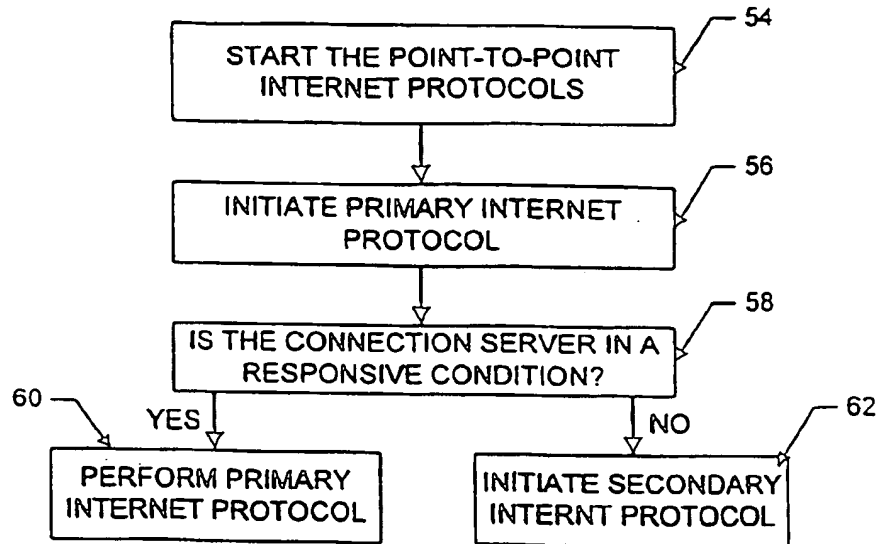 54
START THE POINT-TO-POINT
INTERNET PROTOCOLS
56
INITIATE PRIMARY INTERNET
PROTOCOL
58
IS THE CONNECTION SERVER IN A
RESPONSIVE CONDITION?
60
YES
NO
62
PERFORM PRIMARY
INTERNET PROTOCOL
INITIATE SECONDARY
INTERNT PROTOCOL